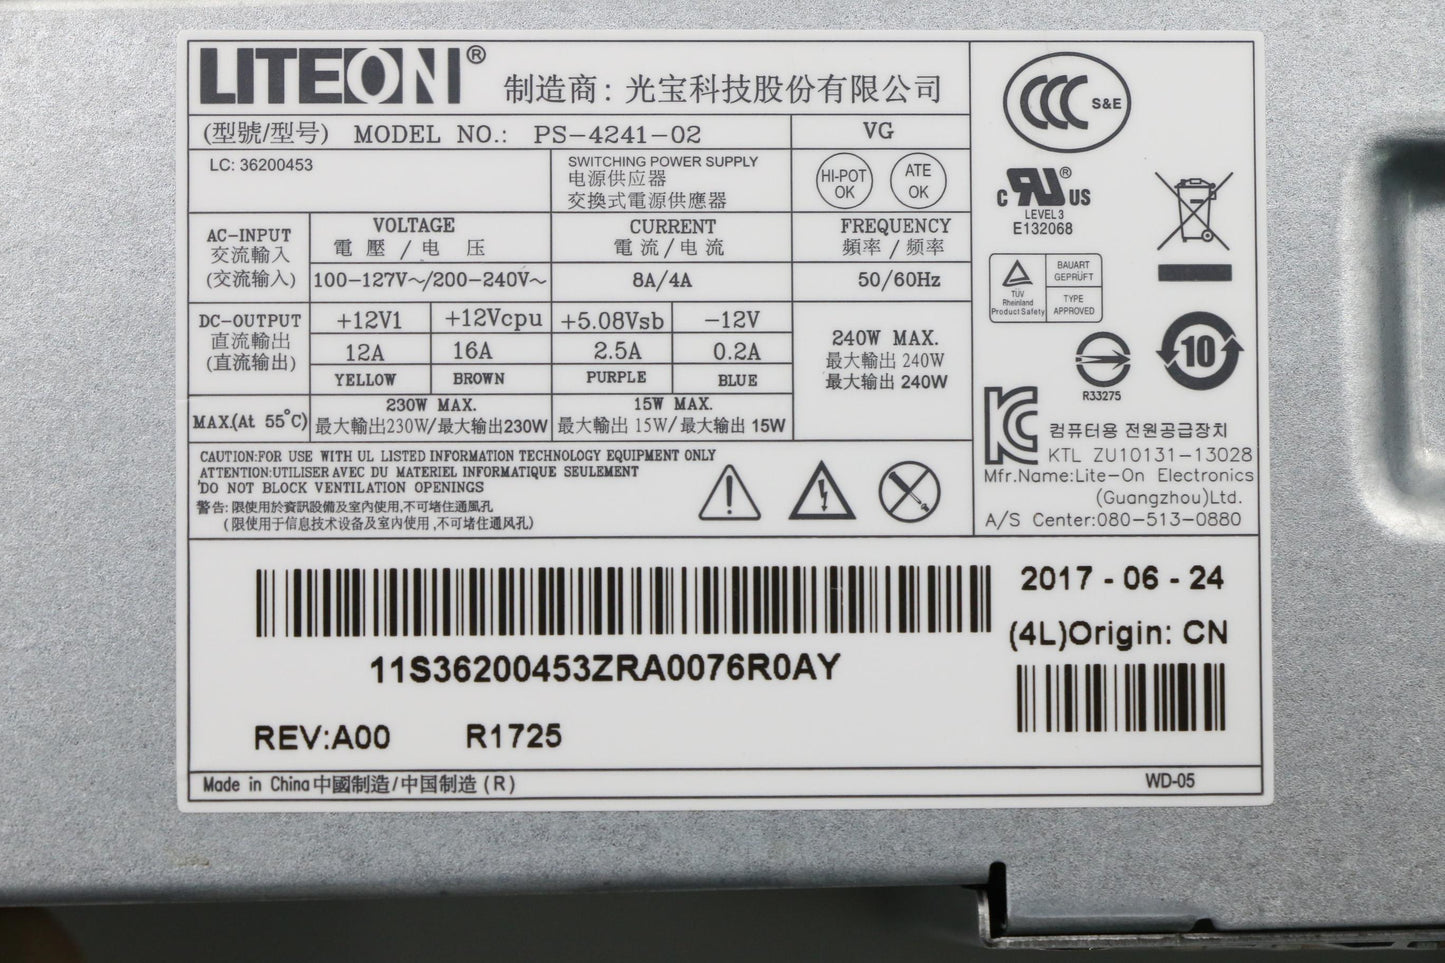 LITEON® 制造商: 光宝科技股份有限公司
(型號/型号) MODEL NO.: PS-4241-02 VG
LC: 36200453
SWITCHING POWER SUPPLY
电源供应器
交換式電源供應器
HI-POT OK
ATE OK
AC-INPUT
交流輸入
(交流输入)
VOLTAGE
電壓/电 压
CURRENT
電流/电流
FREQUENCY
頻率/频率
100-127V~/200-240V~ 8A/4A 50/60Hz
DC-OUTPUT
直流輸出
(直流输出)
+12V1 +12Vcpu +5.08Vsb -12V
12A 16A 2.5A 0.2A
YELLOW BROWN PURPLE BLUE
240W MAX.
最大輸出 240W
最大输出 240W
MAX.(At 55°C)
230W MAX.
最大輸出230W/最大输出230W
15W MAX.
最大輸出 15W/最大输出 15W
CAUTION:FOR USE WITH UL LISTED INFORMATION TECHNOLOGY EQUIPMENT ONLY
ATTENTION:UTILISER AVEC DU MATERIEL INFORMATIQUE SEULEMENT
'DO NOT BLOCK VENTILATION OPENINGS
警告: 限使用於資訊設備及室內使用,不可堵住通風孔
(限使用于信息技术设备及室内使用,不可堵住通风孔)
CCC S&E
c RU® US
LEVEL 3
E132068
TÜV
Rheinland
Product Safety
BAUART
GEPRÜFT
TYPE
APPROVED
R33275
10
KC
컴퓨터용 전원공급장치
KTL ZU10131-13028
Mfr.Name:Lite-On Electronics
(Guangzhou)Ltd.
A/S Center:080-513-0880
11S36200453ZRA0076R0AY
2017 - 06 - 24
(4L)Origin: CN
REV:A00 R1725
Made in China中國制造/中国制造(R) WD-05